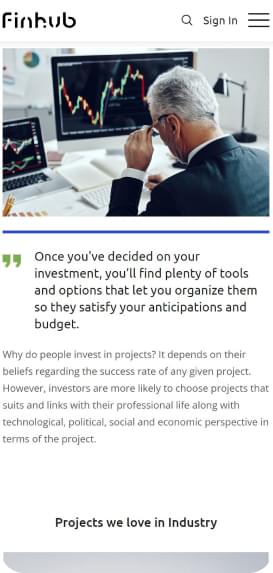 finhub
Sign In
Once you've decided on your
investment, you'll find plenty of tools
and options that let you organize them
so they satisfy your anticipations and
budget.
Why do people invest in projects? It depends on their
beliefs regarding the success rate of any given project.
However, investors are more likely to choose projects that
suits and links with their professional life along with
technological, political, social and economic perspective in
terms of the project.
Projects we love in Industry